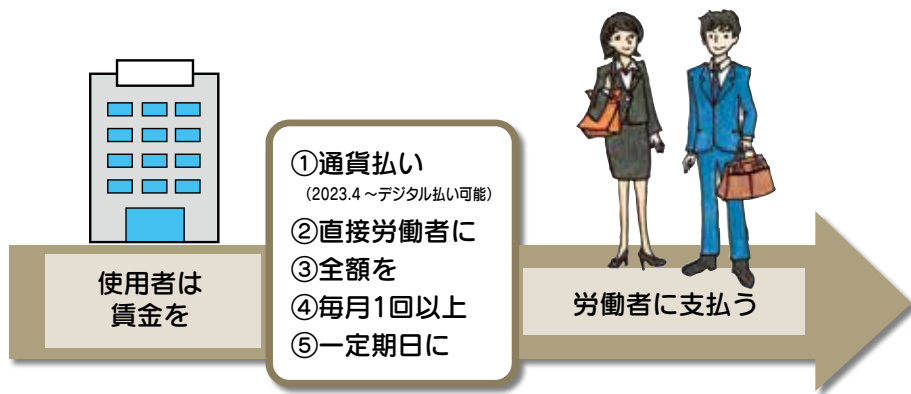 使用者は
賃金を
①通貨払い
(2023.4～デジタル払い可能)
②直接労働者に
③全額を
④毎月1回以上
⑤一定期日に
労働者に支払う